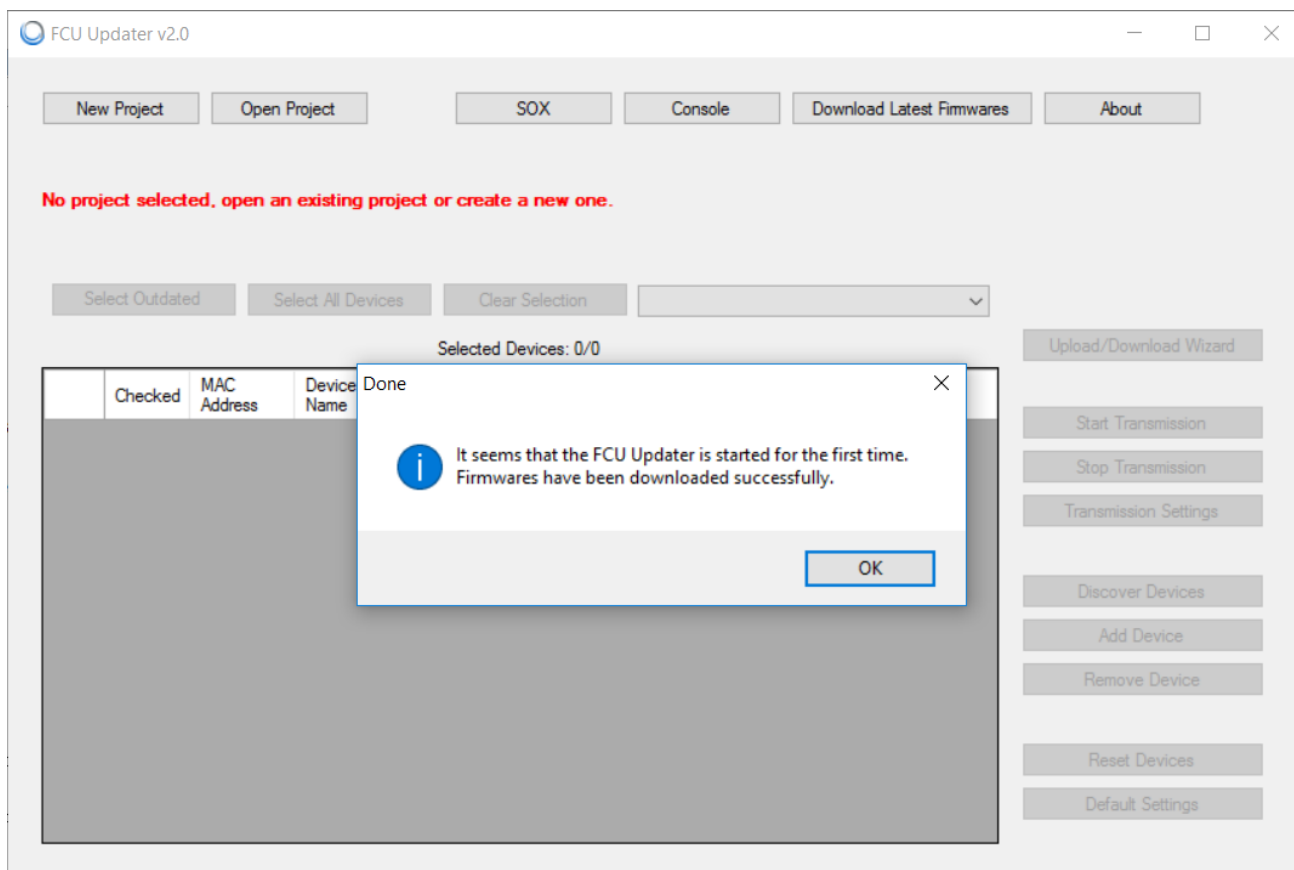 FCU Updater v2.0
New Project
Open Project
SOX
Console
Download Latest Firmwares
About
No project selected, open an existing project or create a new one.
Select Outdated
Select All Devices
Clear Selection
Selected Devices: 0/0
Upload/Download Wizard
Checked
MAC
Address
Device
Name
Done
It seems that the FCU Updater is started for the first time.
Firmwares have been downloaded successfully.
OK
Start Transmission
Stop Transmission
Transmission Settings
Discover Devices
Add Device
Remove Device
Reset Devices
Default Settings